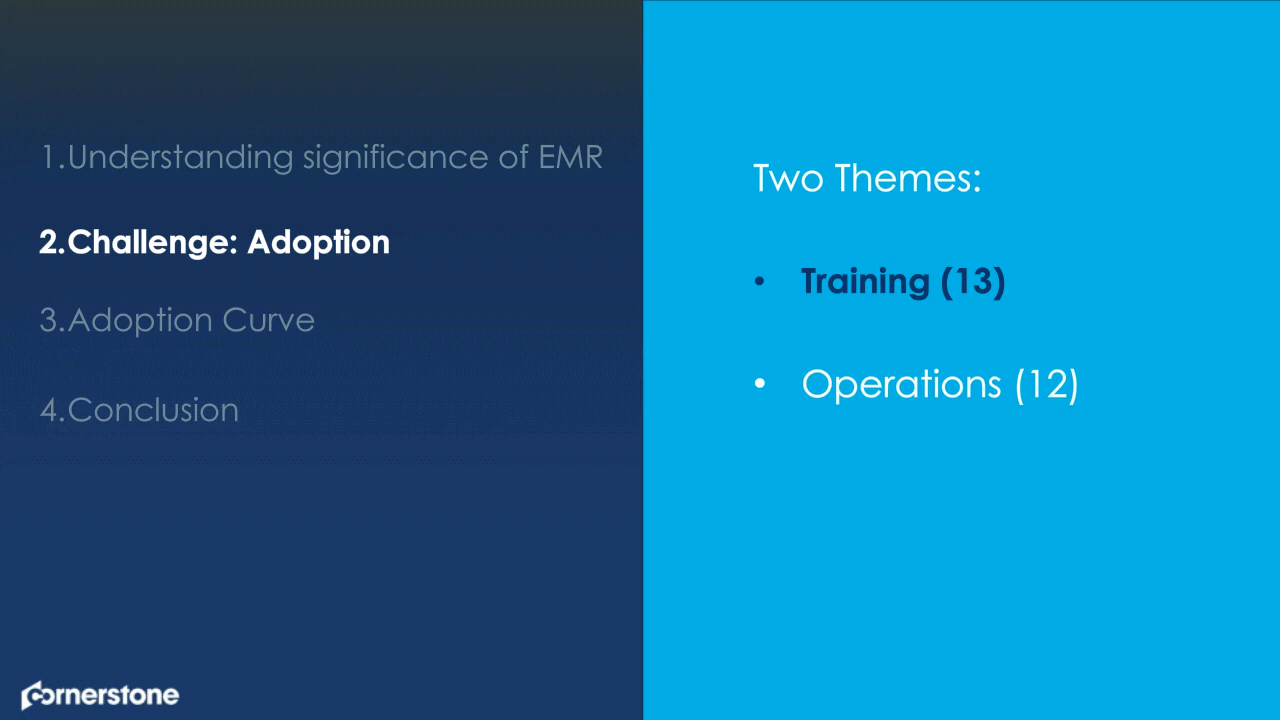 1.Understanding significance of EMR
2.Challenge: Adoption
3.Adoption Curve
4.Conclusion
Two Themes:
• Training (13)
• Operations (12)
cornerstone